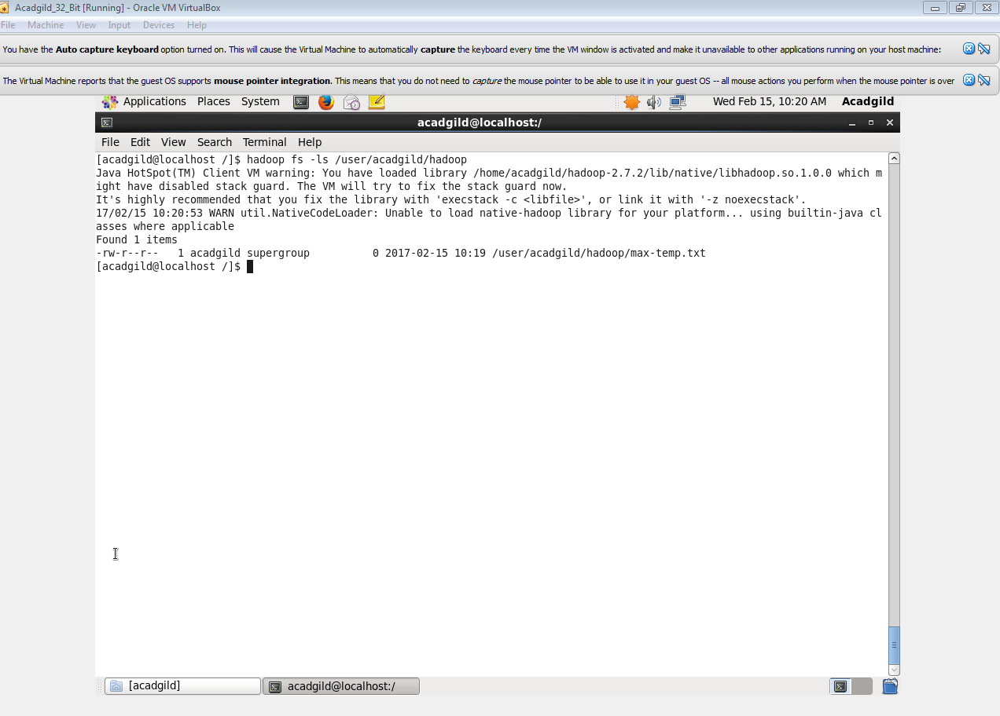 Acadgild_32_Bit [Running] - Oracle VM VirtualBox
File Machine View Input Devices Help
You have the Auto capture keyboard option turned on. This will cause the Virtual Machine to automatically capture the keyboard every time the VM window is activated and make it unavailable to other applications running on your host machine:
The Virtual Machine reports that the guest OS supports mouse pointer integration. This means that you do not need to capture the mouse pointer to be able to use it in your guest OS -- all mouse actions you perform when the mouse pointer is over
Applications Places System Wed Feb 15, 10:20 AM Acadgild
acadgild@localhost:/
File Edit View Search Terminal Help
[acadgild@localhost /]$ hadoop fs -ls /user/acadgild/hadoop
Java HotSpot(TM) Client VM warning: You have loaded library /home/acadgild/hadoop-2.7.2/lib/native/libhadoop.so.1.0.0 which m
ight have disabled stack guard. The VM will try to fix the stack guard now.
It's highly recommended that you fix the library with 'execstack -c <libfile>', or link it with '-z noexecstack'.
17/02/15 10:20:53 WARN util.NativeCodeLoader: Unable to load native-hadoop library for your platform... using builtin-java cl
asses where applicable
Found 1 items
-rw-r--r--   1 acadgild supergroup          0 2017-02-15 10:19 /user/acadgild/hadoop/max-temp.txt
[acadgild@localhost /]$
[acadgild] acadgild@localhost:/